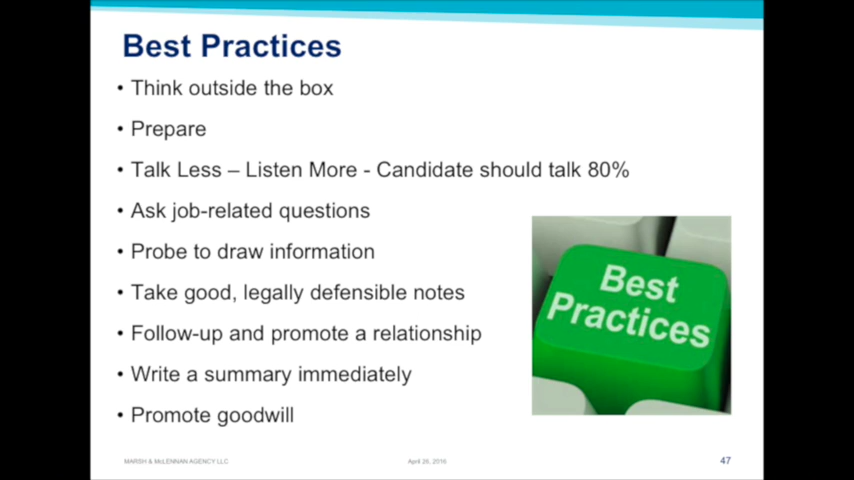 Best Practices
• Think outside the box
• Prepare
• Talk Less – Listen More - Candidate should talk 80%
• Ask job-related questions
• Probe to draw information
• Take good, legally defensible notes
• Follow-up and promote a relationship
• Write a summary immediately
• Promote goodwill
Best
Practices
MARSH & McLENNAN AGENCY LLC
April 26, 2016
47